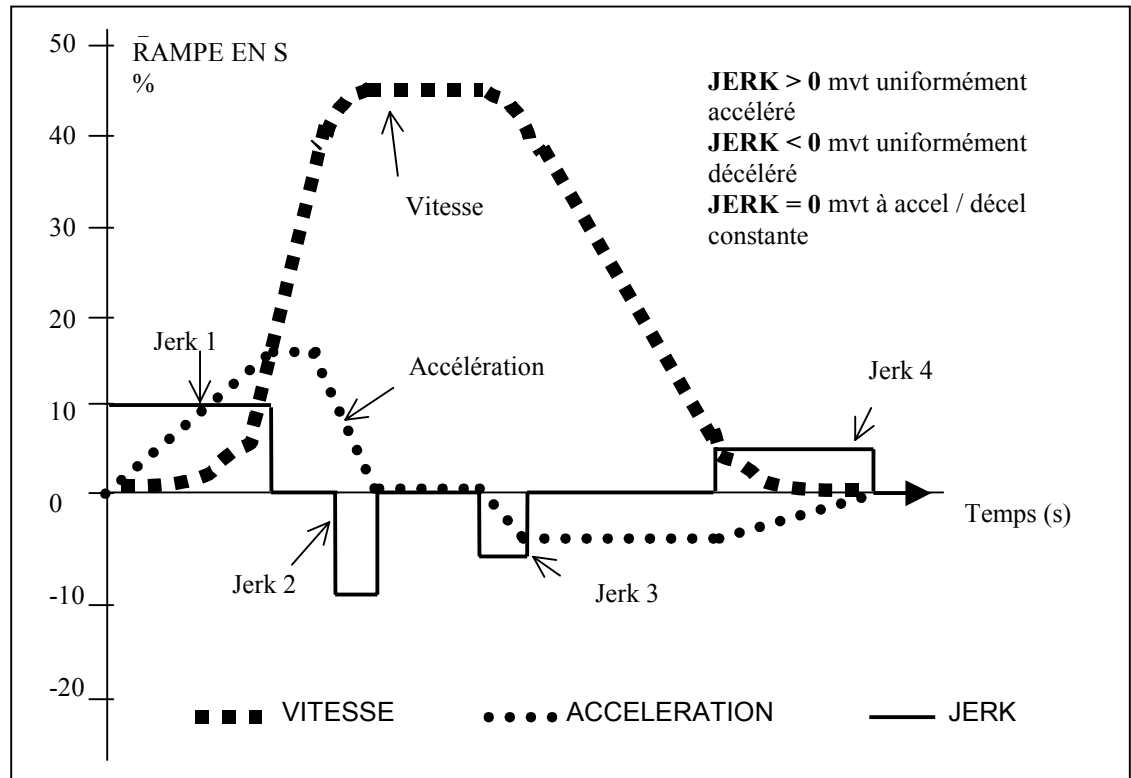 50
RAMPE EN S
%
JERK > 0 mvt uniformément
accéléré
JERK < 0 mvt uniformément
décéléré
JERK = 0 mvt à accel / décel
constante
40
Vitesse
30
20
Jerk 1
Accélération
Jerk 4
10
0
Temps (s)
Jerk 2
Jerk 3
-10
-20
VITESSE
ACCELERATION
JERK